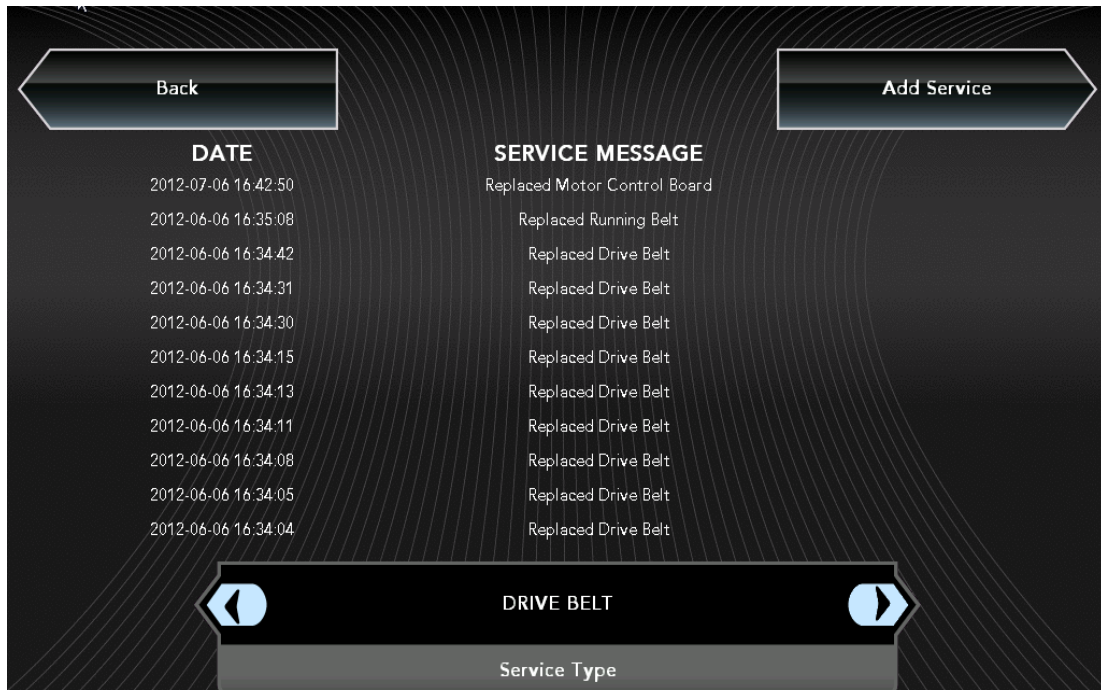 Back
Add Service
DATE SERVICE MESSAGE
2012-07-06 16:42:50 Replaced Motor Control Board
2012-06-06 16:35:08 Replaced Running Belt
2012-06-06 16:34:42 Replaced Drive Belt
2012-06-06 16:34:31 Replaced Drive Belt
2012-06-06 16:34:30 Replaced Drive Belt
2012-06-06 16:34:15 Replaced Drive Belt
2012-06-06 16:34:13 Replaced Drive Belt
2012-06-06 16:34:11 Replaced Drive Belt
2012-06-06 16:34:08 Replaced Drive Belt
2012-06-06 16:34:05 Replaced Drive Belt
2012-06-06 16:34:04 Replaced Drive Belt
DRIVE BELT
Service Type